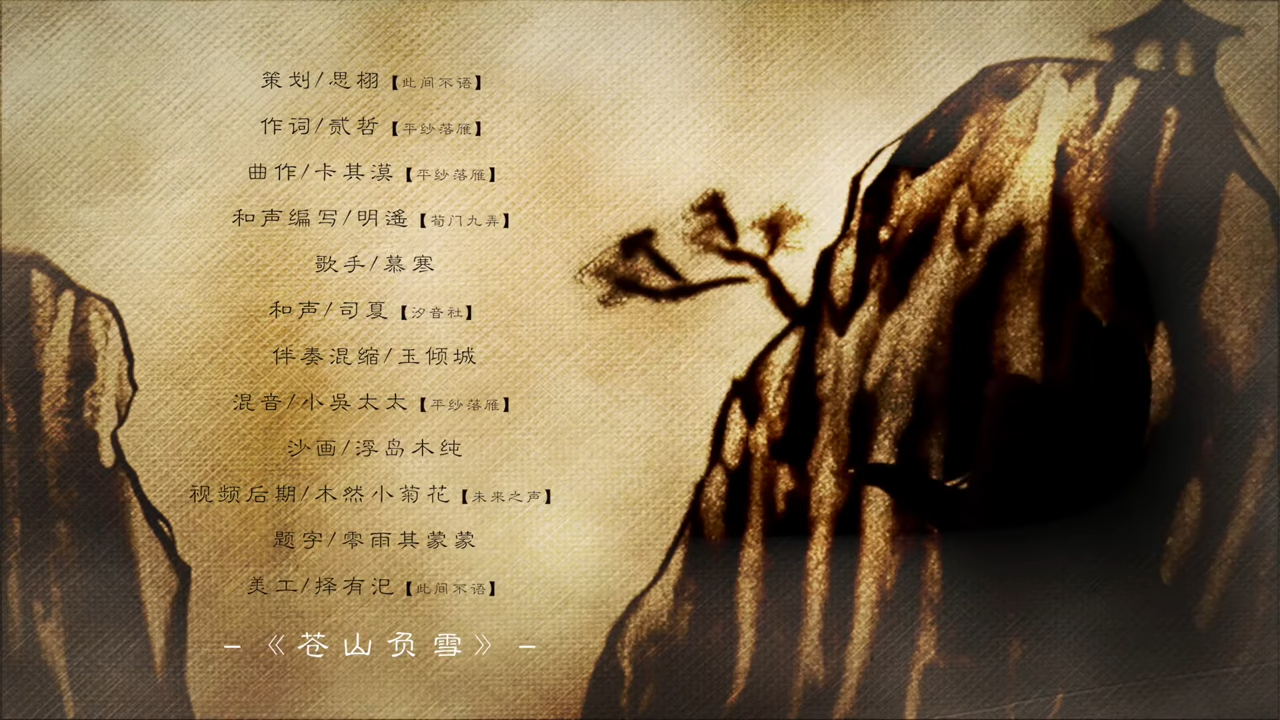 策划/思栩【此间不语】
作词/贰哲【平纱落雁】
曲作/卡其漠【平纱落雁】
和声编写/明遙【荀门九弄】
歌手/慕寒
和声/司夏【汐音社】
伴奏混缩/玉倾城
混音/小吳太太【平纱落雁】
沙画/浮岛木纯
视频后期/木然小菊花【未来之声】
题字/零雨其蒙蒙
美工/择有汜【此间不语】
–《苍山负雪》–